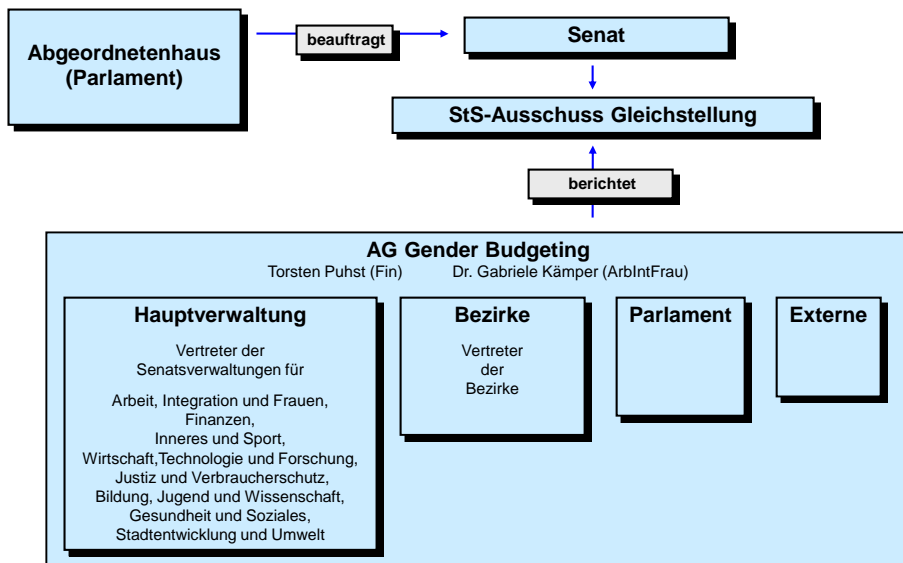 Abgeordnetenhaus
(Parlament)
beauftragt
Senat
StS-Ausschuss Gleichstellung
berichtet
AG Gender Budgeting
Torsten Puhst (Fin) Dr. Gabriele Kämper (ArbIntFrau)
Hauptverwaltung
Vertreter der
Senatsverwaltungen für
Arbeit, Integration und Frauen,
Finanzen,
Inneres und Sport,
Wirtschaft,Technologie und Forschung,
Justiz und Verbraucherschutz,
Bildung, Jugend und Wissenschaft,
Gesundheit und Soziales,
Stadtentwicklung und Umwelt
Bezirke
Vertreter
der
Bezirke
Parlament
Externe